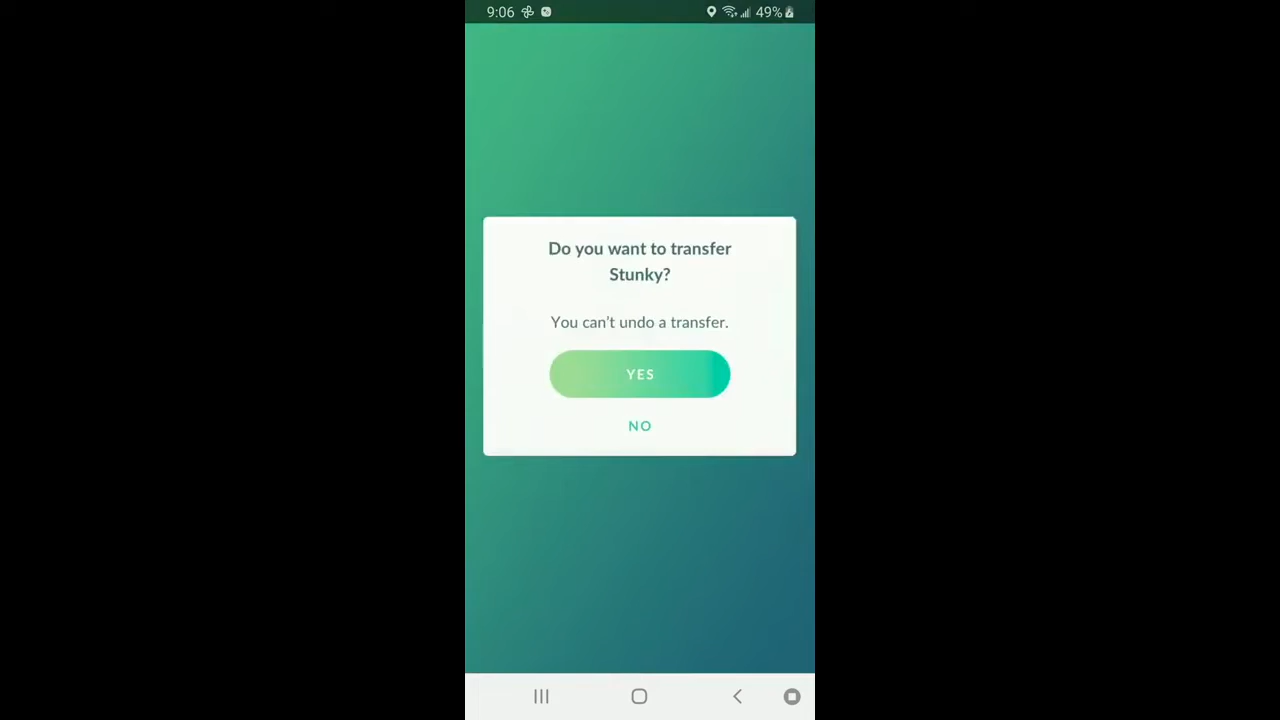 9:06 49%
Do you want to transfer
Stunky?
You can't undo a transfer.
YES
NO